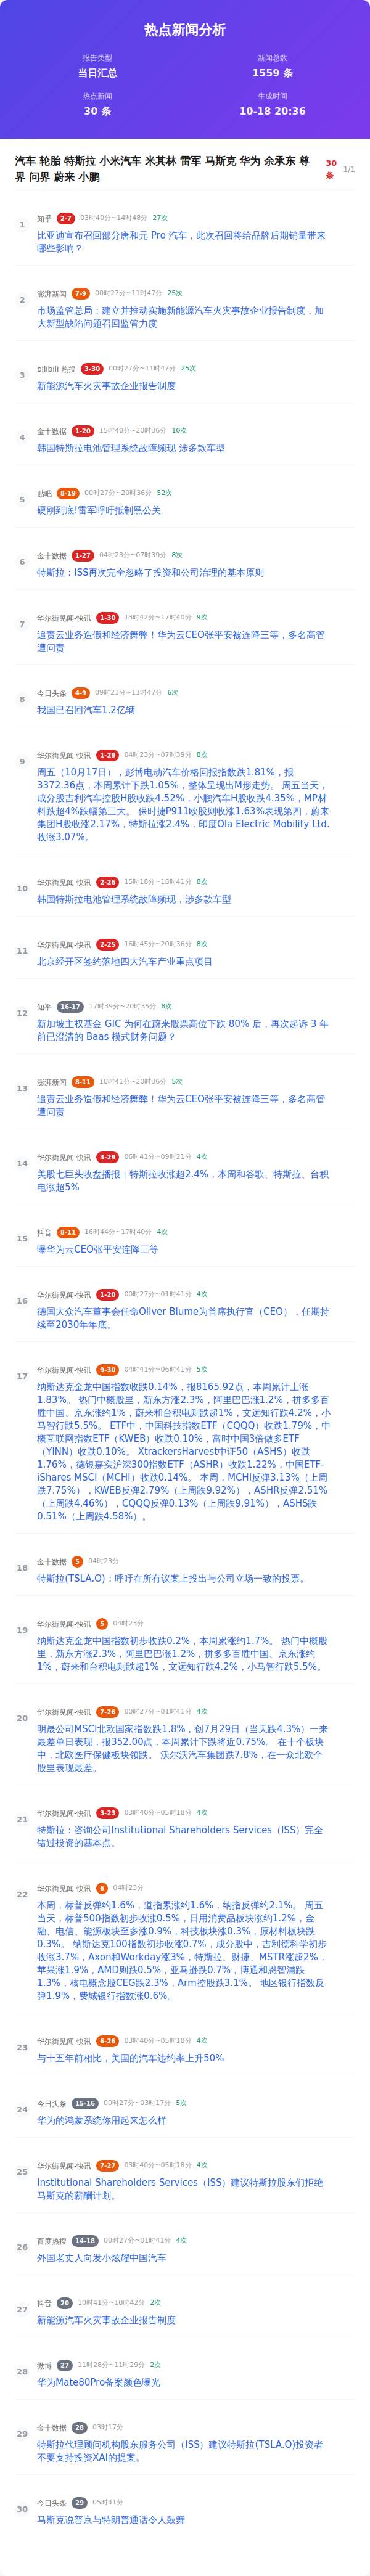 热点新闻分析
报告类型
当日汇总
新闻总数
1559 条
热点新闻
30 条
生成时间
10-18 20:36
汽车 轮胎 特斯拉 小米汽车 米其林 雷军 马斯克 华为 余承东 尊
界 问界 蔚来 小鹏
30
条
1/1
1
知乎 2-7 03时40分~14时48分 27次
比亚迪宣布召回部分唐和元 Pro 汽车，此次召回将给品牌后期销量带来
哪些影响？
2
澎湃新闻 7-9 00时27分~11时47分 25次
市场监管总局：建立并推动实施新能源汽车火灾事故企业报告制度，加
大新型缺陷问题召回监管力度
3
bilibili 热搜 3-30 00时27分~11时47分 25次
新能源汽车火灾事故企业报告制度
4
金十数据 1-20 15时40分~20时36分 10次
韩国特斯拉电池管理系统故障频现 涉多款车型
5
贴吧 8-19 00时27分~20时36分 52次
硬刚到底!雷军呼吁抵制黑公关
6
金十数据 1-27 04时23分~07时39分 8次
特斯拉：ISS再次完全忽略了投资和公司治理的基本原则
7
华尔街见闻-快讯 1-30 13时42分~17时40分 9次
追责云业务造假和经济舞弊！华为云CEO张平安被连降三等，多名高管
遭问责
8
今日头条 4-9 09时21分~11时47分 6次
我国已召回汽车1.2亿辆
9
华尔街见闻-快讯 1-29 04时23分~07时39分 8次
周五（10月17日），彭博电动汽车价格回报指数跌1.81%，报
3372.36点，本周累计下跌1.05%，整体呈现出M形走势。 周五当天，
成分股吉利汽车控股H股收跌4.52%，小鹏汽车H股收跌4.35%，MP材
料跌超4%跌幅第三大。 保时捷P911欧股则收涨1.63%表现第四，蔚来
集团H股收涨2.17%，特斯拉涨2.4%，印度Ola Electric Mobility Ltd.
收涨3.07%。
10
华尔街见闻-快讯 2-26 15时18分~18时41分 8次
韩国特斯拉电池管理系统故障频现，涉多款车型
11
华尔街见闻-快讯 2-25 16时45分~20时36分 8次
北京经开区签约落地四大汽车产业重点项目
12
知乎 16-17 17时39分~20时35分 8次
新加坡主权基金 GIC 为何在蔚来股票高位下跌 80% 后，再次起诉 3 年
前已澄清的 Baas 模式财务问题？
13
澎湃新闻 8-11 18时41分~20时36分 5次
追责云业务造假和经济舞弊！华为云CEO张平安被连降三等，多名高管
遭问责
14
华尔街见闻-快讯 3-29 06时41分~09时21分 4次
美股七巨头收盘播报｜特斯拉收涨超2.4%，本周和谷歌、特斯拉、台积
电涨超5%
15
抖音 8-11 16时44分~17时40分 4次
曝华为云CEO张平安连降三等
16
华尔街见闻-快讯 1-20 00时27分~01时41分 4次
德国大众汽车董事会任命Oliver Blume为首席执行官（CEO），任期持
续至2030年年底。
17
华尔街见闻-快讯 9-30 04时41分~06时41分 5次
纳斯达克金龙中国指数收跌0.14%，报8165.92点，本周累计上涨
1.83%。 热门中概股里，新东方涨2.3%，阿里巴巴涨1.2%，拼多多百
胜中国、京东涨约1%，蔚来和台积电则跌超1%，文远知行跌4.2%，小
马智行跌5.5%。 ETF中，中国科技指数ETF（CQQQ）收跌1.79%，中
概互联网指数ETF（KWEB）收跌0.10%，富时中国3倍做多ETF
（YINN）收跌0.10%。 XtrackersHarvest中证50（ASHS）收跌
1.76%，德银嘉实沪深300指数ETF（ASHR）收跌1.22%，中国ETF-
iShares MSCI（MCHI）收跌0.14%。 本周，MCHI反弹3.13%（上周
跌7.75%），KWEB反弹2.79%（上周跌9.92%），ASHR反弹2.51%
（上周跌4.46%），CQQQ反弹0.13%（上周跌9.91%），ASHS跌
0.51%（上周跌4.58%）。
18
金十数据 5 04时23分
特斯拉(TSLA.O)：呼吁在所有议案上投出与公司立场一致的投票。
19
华尔街见闻-快讯 5 04时23分
纳斯达克金龙中国指数初步收跌0.2%，本周累涨约1.7%。 热门中概股
里，新东方涨2.3%，阿里巴巴涨1.2%，拼多多百胜中国、京东涨约
1%，蔚来和台积电则跌超1%，文远知行跌4.2%，小马智行跌5.5%。
20
华尔街见闻-快讯 7-26 00时27分~01时41分 4次
明晟公司MSCI北欧国家指数跌1.8%，创7月29日（当天跌4.3%）一来
最差单日表现，报352.00点，本周累计下跌将近0.75%。 在十个板块
中，北欧医疗保健板块领跌。 沃尔沃汽车集团跌7.8%，在一众北欧个
股里表现最差。
21
华尔街见闻-快讯 3-23 03时40分~05时18分 4次
特斯拉：咨询公司Institutional Shareholders Services（ISS）完全
错过投资的基本点。
22
华尔街见闻-快讯 6 04时23分
本周，标普反弹约1.6%，道指累涨约1.6%，纳指反弹约2.1%。 周五
当天，标普500指数初步收涨0.5%，日用消费品板块涨约1.2%，金
融、电信、能源板块至多涨0.9%，科技板块涨0.3%，原材料板块跌
0.3%。 纳斯达克100指数初步收涨0.7%，成分股中，吉利德科学初步
收涨3.7%，Axon和Workday涨3%，特斯拉、财捷、MSTR涨超2%，
苹果涨1.9%，AMD则跌0.5%，亚马逊跌0.7%，博通和恩智浦跌
1.3%，核电概念股CEG跌2.3%，Arm控股跌3.1%。 地区银行指数反
弹1.9%，费城银行指数涨0.6%。
23
华尔街见闻-快讯 6-26 03时40分~05时18分 4次
与十五年前相比，美国的汽车违约率上升50%
24
今日头条 15-16 00时27分~03时17分 5次
华为的鸿蒙系统你用起来怎么样
25
华尔街见闻-快讯 7-27 03时40分~05时18分 4次
Institutional Shareholders Services（ISS）建议特斯拉股东们拒绝
马斯克的薪酬计划。
26
百度热搜 14-18 00时27分~01时41分 4次
外国老丈人向发小炫耀中国汽车
27
抖音 20 10时41分~10时42分 2次
新能源汽车火灾事故企业报告制度
28
微博 27 11时28分~11时29分 2次
华为Mate80Pro备案颜色曝光
29
金十数据 28 03时17分
特斯拉代理顾问机构股东服务公司（ISS）建议特斯拉(TSLA.O)投资者
不要支持投资XAI的提案。
30
今日头条 29 05时41分
马斯克说普京与特朗普通话令人鼓舞